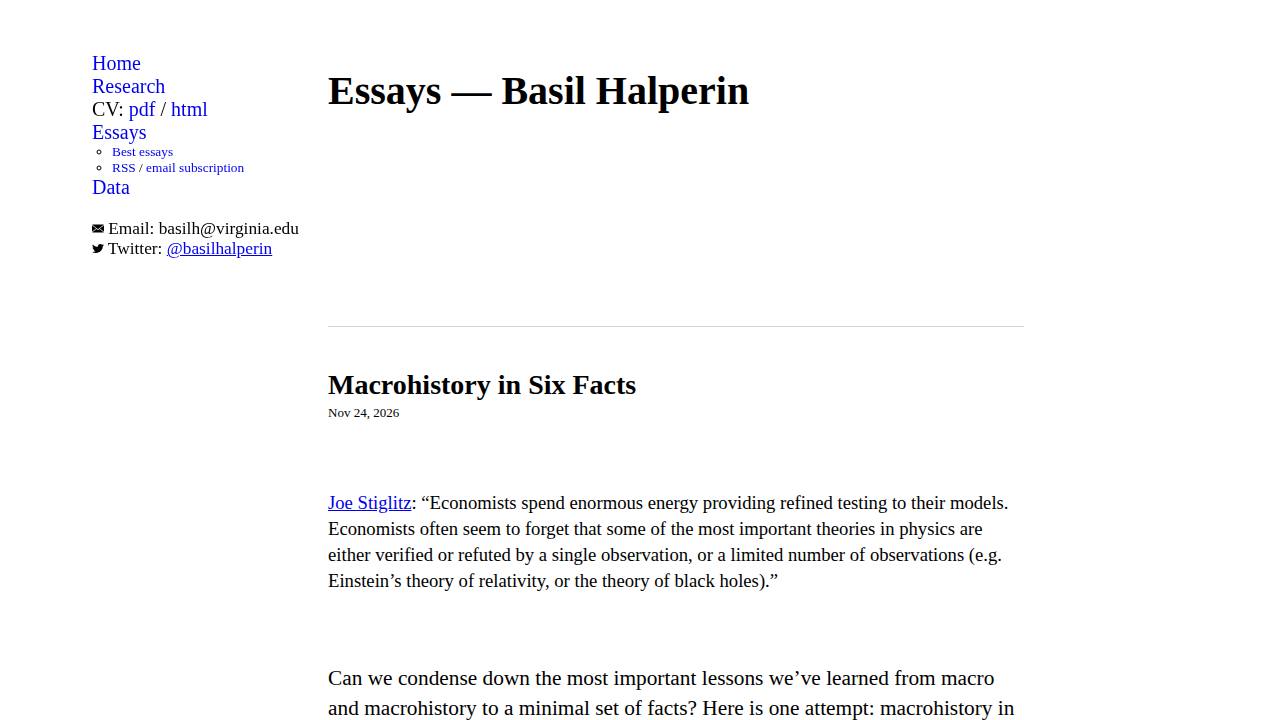 Home
Research
CV: pdf / html
Essays
Best essays
RSS / email subscription
Data
Email: basilh@virginia.edu
Twitter: @basilhalperin
Essays — Basil Halperin
Macrohistory in Six Facts
Nov 24, 2026
Joe Stiglitz: “Economists spend enormous energy providing refined testing to their models.
Economists often seem to forget that some of the most important theories in physics are
either verified or refuted by a single observation, or a limited number of observations (e.g.
Einstein’s theory of relativity, or the theory of black holes).”
Can we condense down the most important lessons we’ve learned from macro
and macrohistory to a minimal set of facts? Here is one attempt: macrohistory in